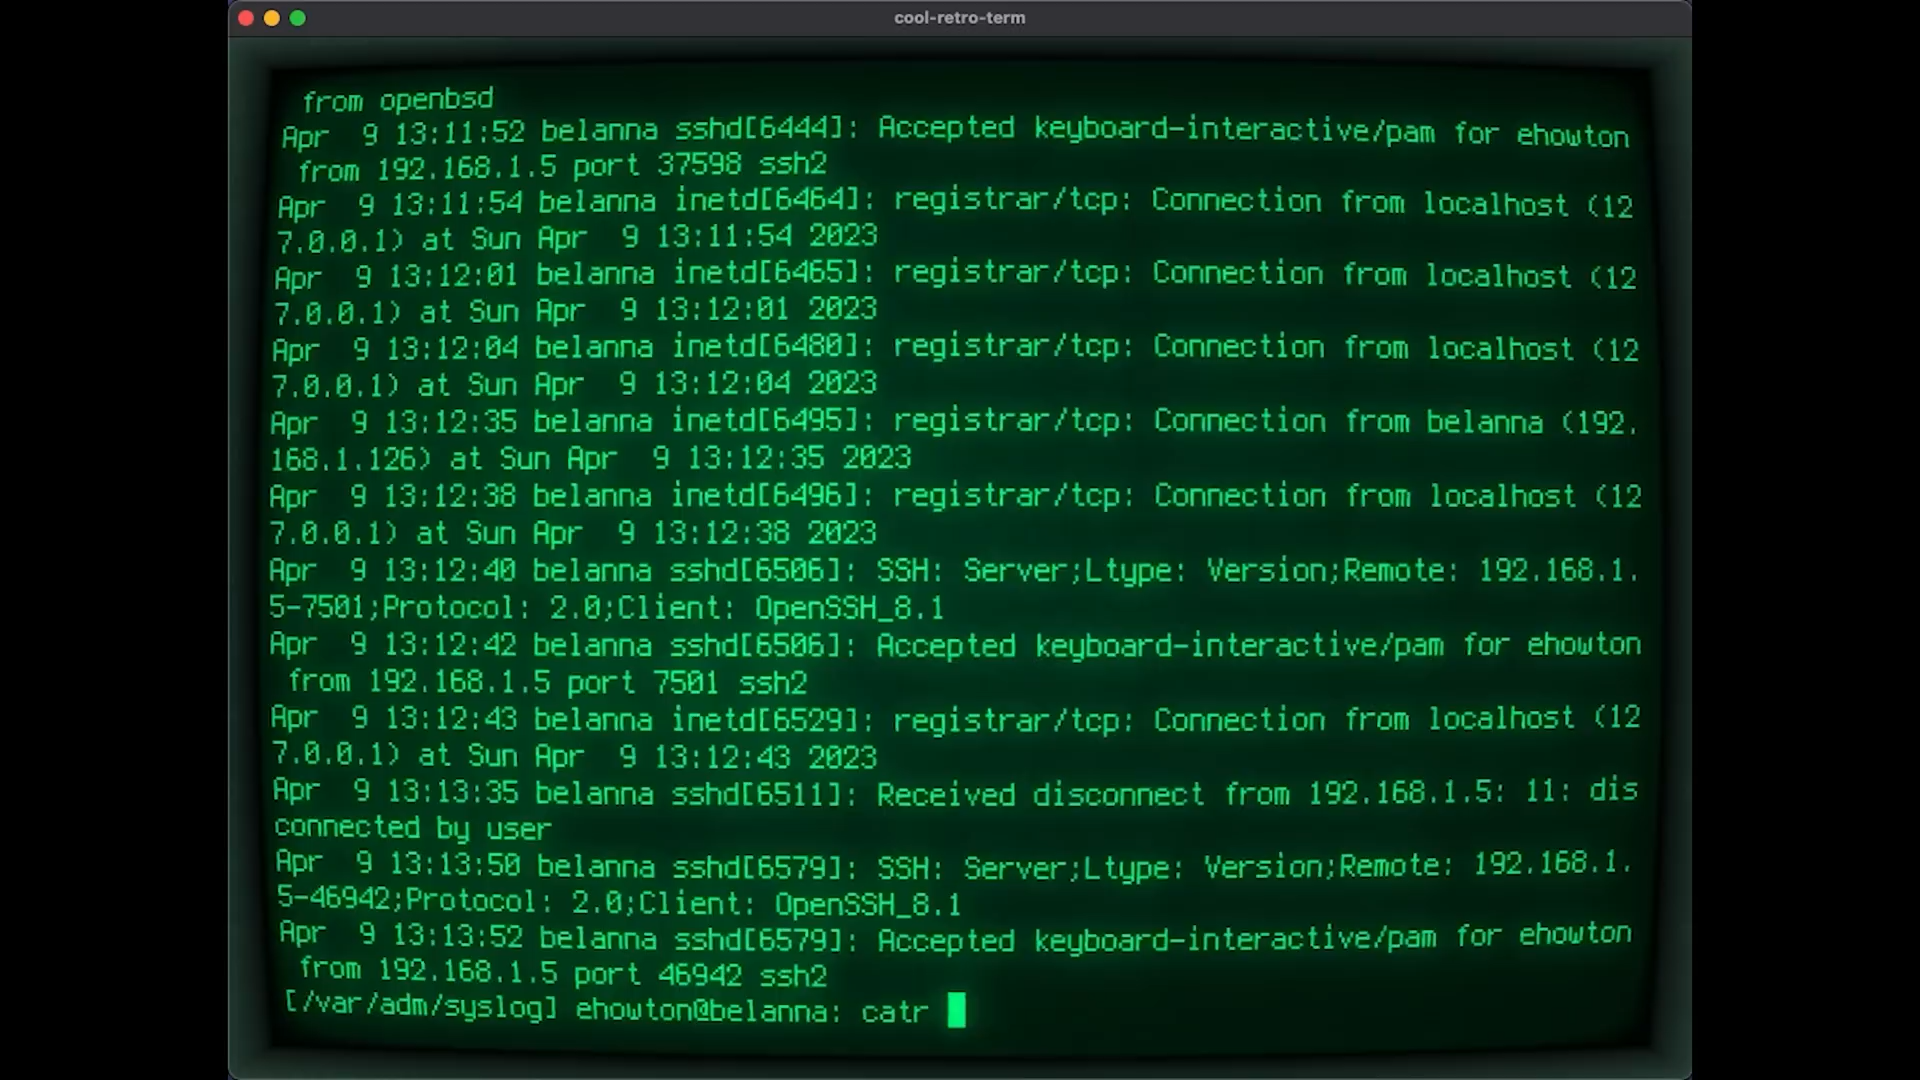 cool-retro-term
from openbsd
Apr  9 13:11:52 belanna sshd[6444]: Accepted keyboard-interactive/pam for ehowton
from 192.168.1.5 port 37598 ssh2
Apr  9 13:11:54 belanna inetd[6464]: registrar/tcp: Connection from localhost (12
7.0.0.1) at Sun Apr  9 13:11:54 2023
Apr  9 13:12:01 belanna inetd[6465]: registrar/tcp: Connection from localhost (12
7.0.0.1) at Sun Apr  9 13:12:01 2023
Apr  9 13:12:04 belanna inetd[6480]: registrar/tcp: Connection from localhost (12
7.0.0.1) at Sun Apr  9 13:12:04 2023
Apr  9 13:12:35 belanna inetd[6495]: registrar/tcp: Connection from belanna (192.
168.1.126) at Sun Apr  9 13:12:35 2023
Apr  9 13:12:38 belanna inetd[6496]: registrar/tcp: Connection from localhost (12
7.0.0.1) at Sun Apr  9 13:12:38 2023
Apr  9 13:12:40 belanna sshd[6506]: SSH: Server;Ltype: Version;Remote: 192.168.1.
5-7501;Protocol: 2.0;Client: OpenSSH_8.1
Apr  9 13:12:42 belanna sshd[6506]: Accepted keyboard-interactive/pam for ehowton
from 192.168.1.5 port 7501 ssh2
Apr  9 13:12:43 belanna inetd[6529]: registrar/tcp: Connection from localhost (12
7.0.0.1) at Sun Apr  9 13:12:43 2023
Apr  9 13:13:35 belanna sshd[6511]: Received disconnect from 192.168.1.5: 11: dis
connected by user
Apr  9 13:13:50 belanna sshd[6579]: SSH: Server;Ltype: Version;Remote: 192.168.1.
5-46942;Protocol: 2.0;Client: OpenSSH_8.1
Apr  9 13:13:52 belanna sshd[6579]: Accepted keyboard-interactive/pam for ehowton
from 192.168.1.5 port 46942 ssh2
[/var/adm/syslog] ehowton@belanna: catr